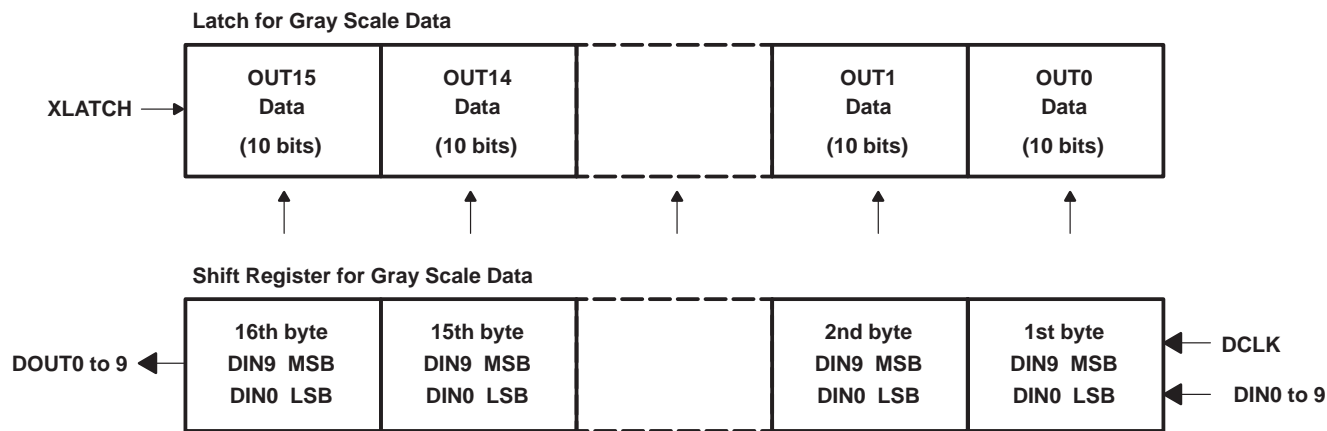 Latch for Gray Scale Data
XLATCH
OUT15
Data
(10 bits)
OUT14
Data
(10 bits)
OUT1
Data
(10 bits)
OUT0
Data
(10 bits)
Shift Register for Gray Scale Data
DOUT0 to 9
16th byte
DIN9 MSB
DIN0 LSB
15th byte
DIN9 MSB
DIN0 LSB
2nd byte
DIN9 MSB
DIN0 LSB
1st byte
DIN9 MSB
DIN0 LSB
DCLK
DIN0 to 9